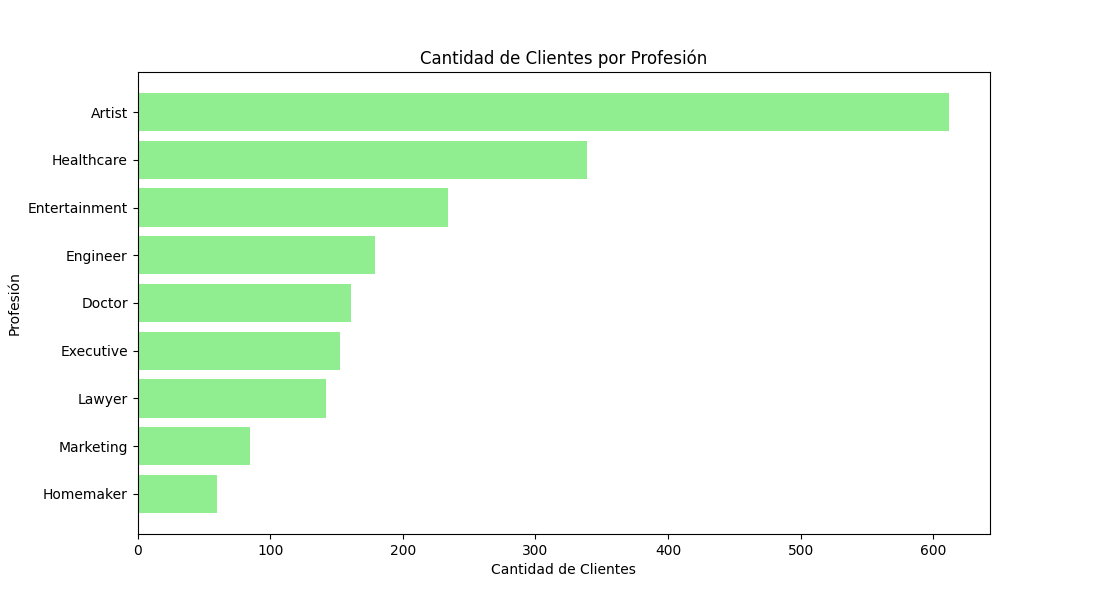 Cantidad de Clientes por Profesión
Profesión
Artist
Healthcare
Entertainment
Engineer
Doctor
Executive
Lawyer
Marketing
Homemaker
0 100 200 300 400 500 600
Cantidad de Clientes